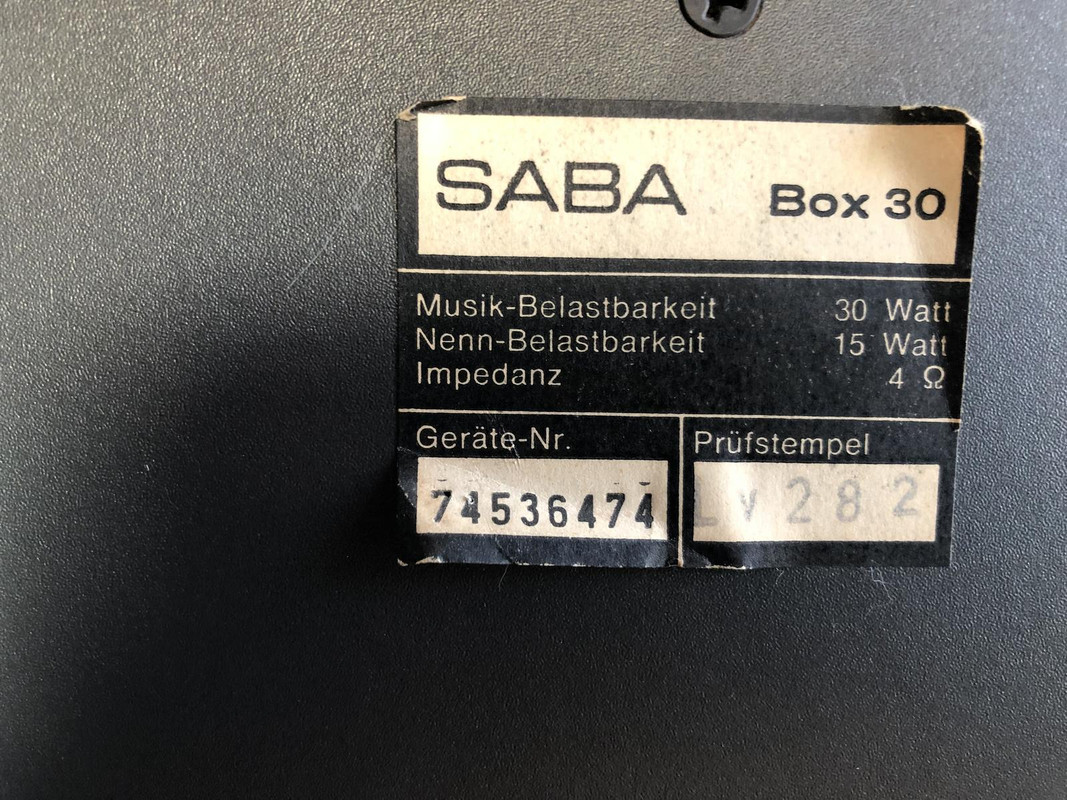 SABA Box 30
Musik-Belastbarkeit 30 Watt
Nenn-Belastbarkeit 15 Watt
Impedanz 4 Ω
Geräte-Nr. Prüfstempel
74536474 LV 282